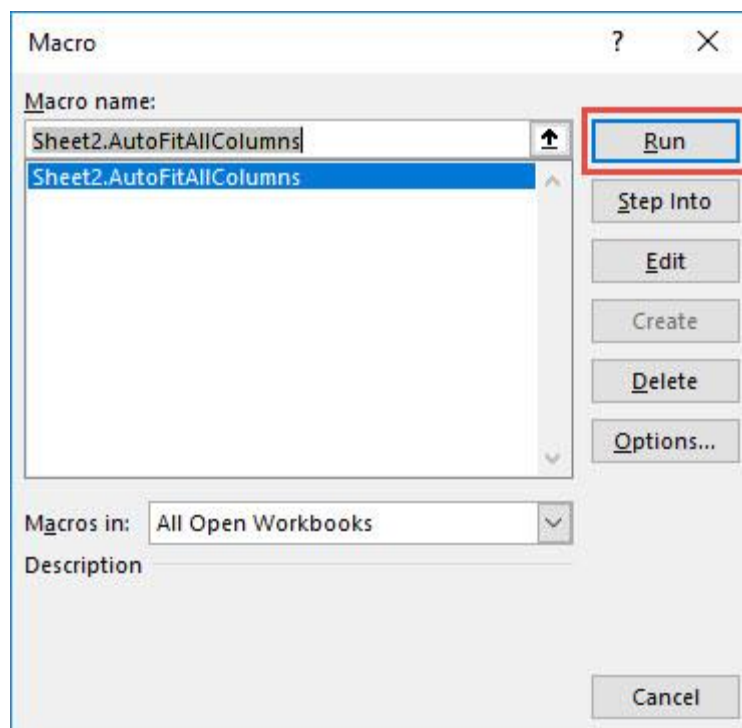 Macro ?
Macro name:
Sheet2.AutoFitAllColumns
Sheet2.AutoFitAllColumns
Run
Step Into
Edit
Create
Delete
Options...
Macros in: All Open Workbooks
Description
Cancel